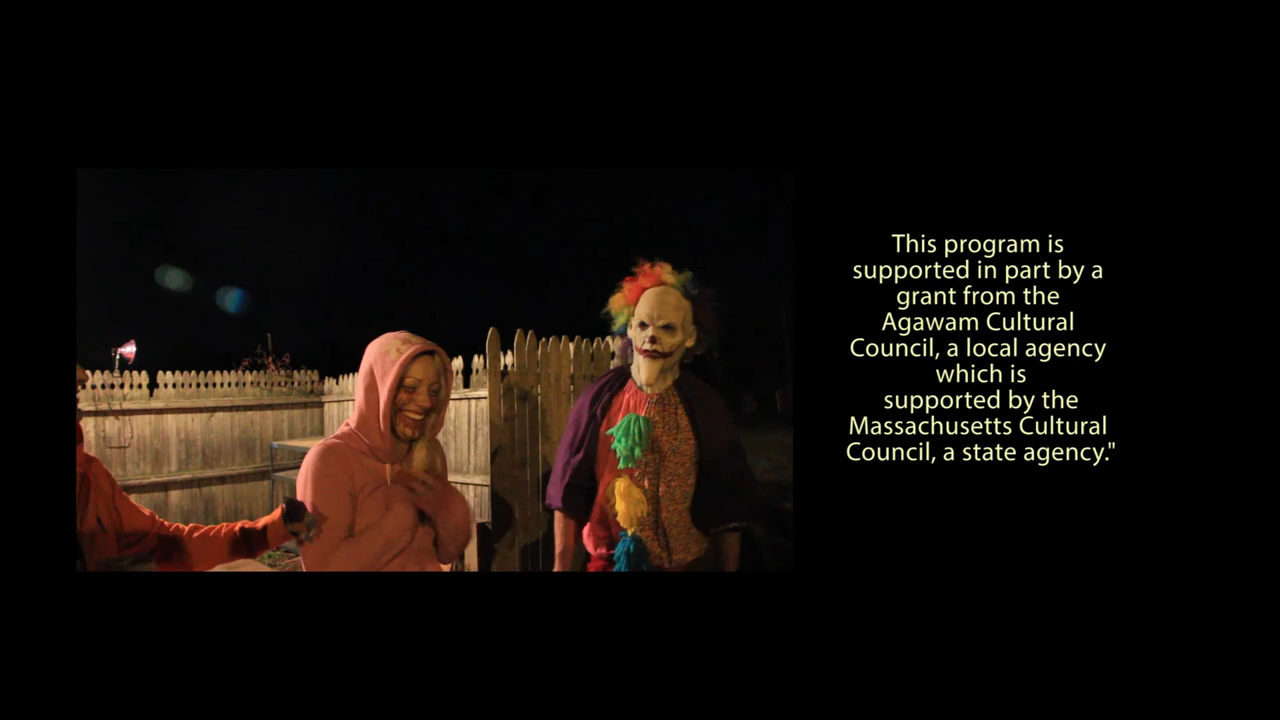 This program is
supported in part by a
grant from the
Agawam Cultural
Council, a local agency
which is
supported by the
Massachusetts Cultural
Council, a state agency."